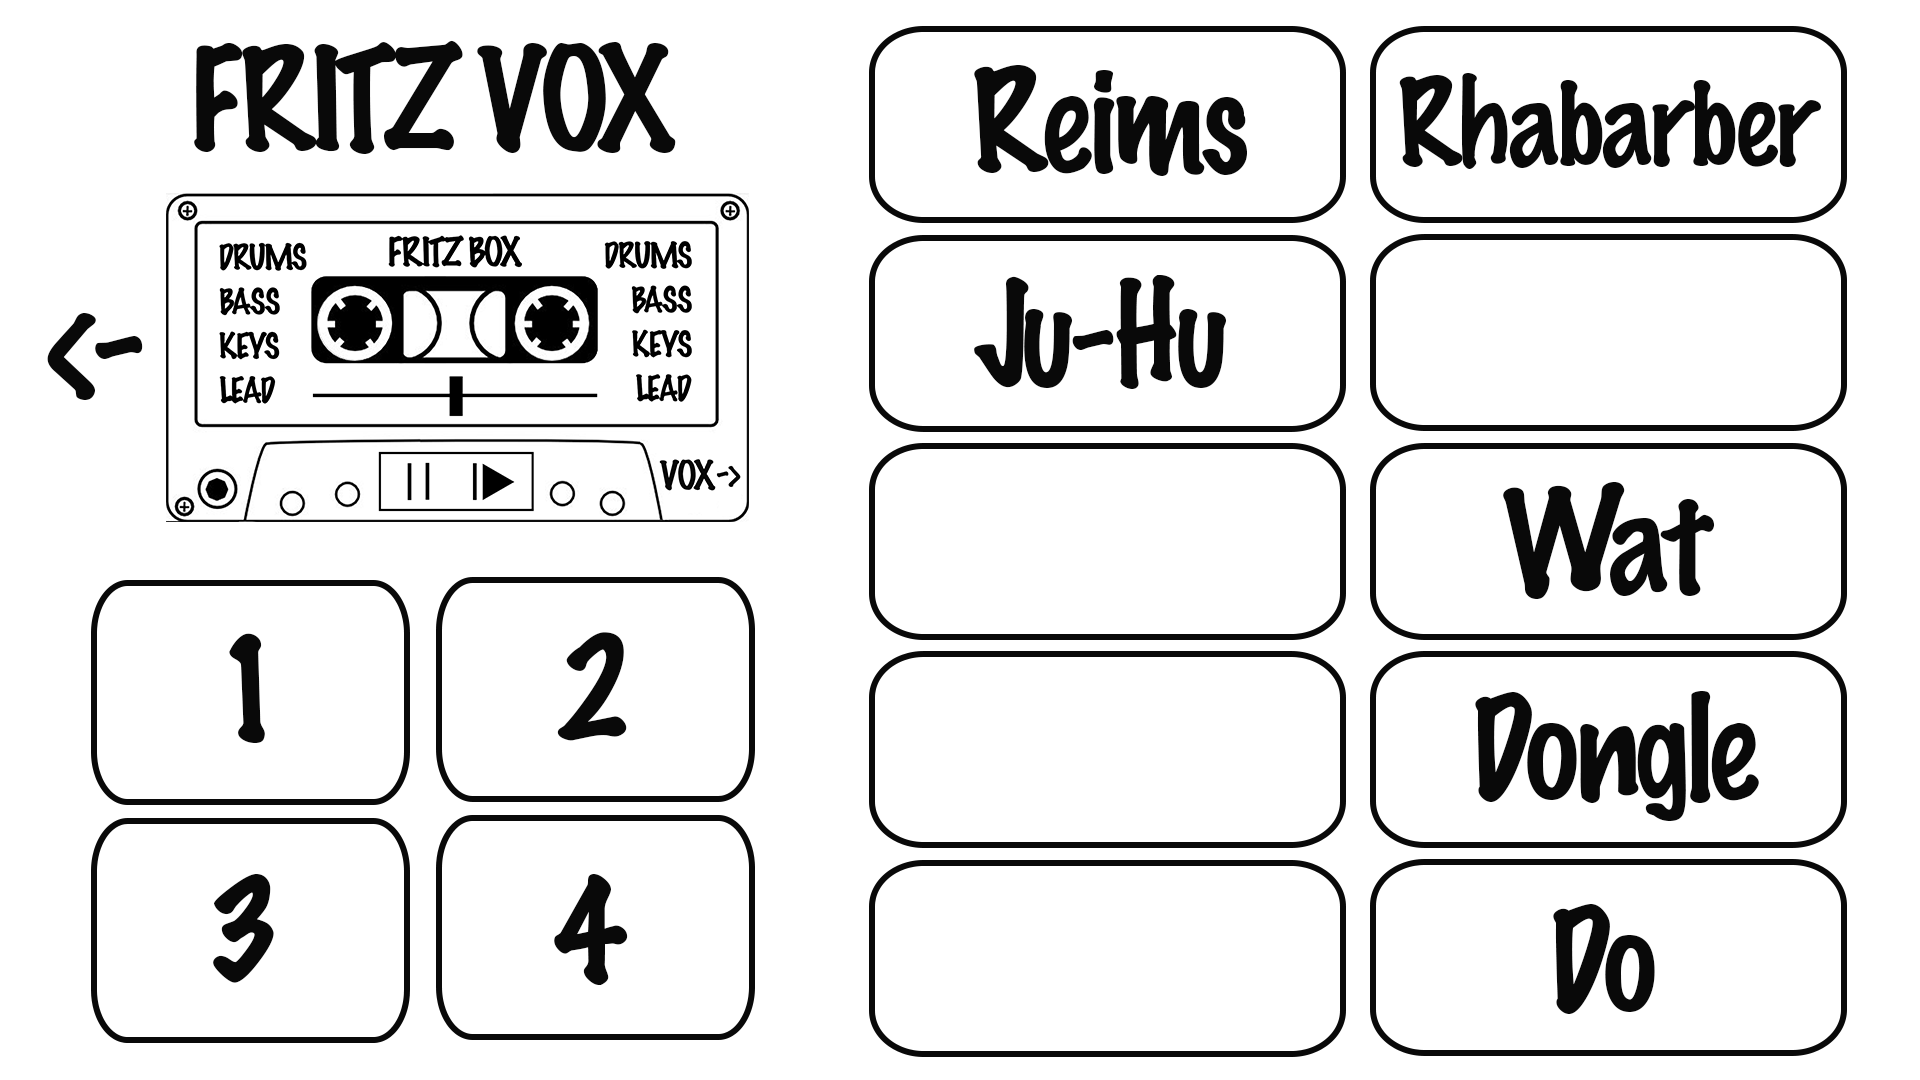 FRITZ VOX
<-
FRITZ BOX
DRUMS
BASS
KEYS
LEAD
DRUMS
BASS
KEYS
LEAD
VOX->
1
2
3
4
Reims
Rhabarber
Ju-Hu
Wat
Dongle
Do